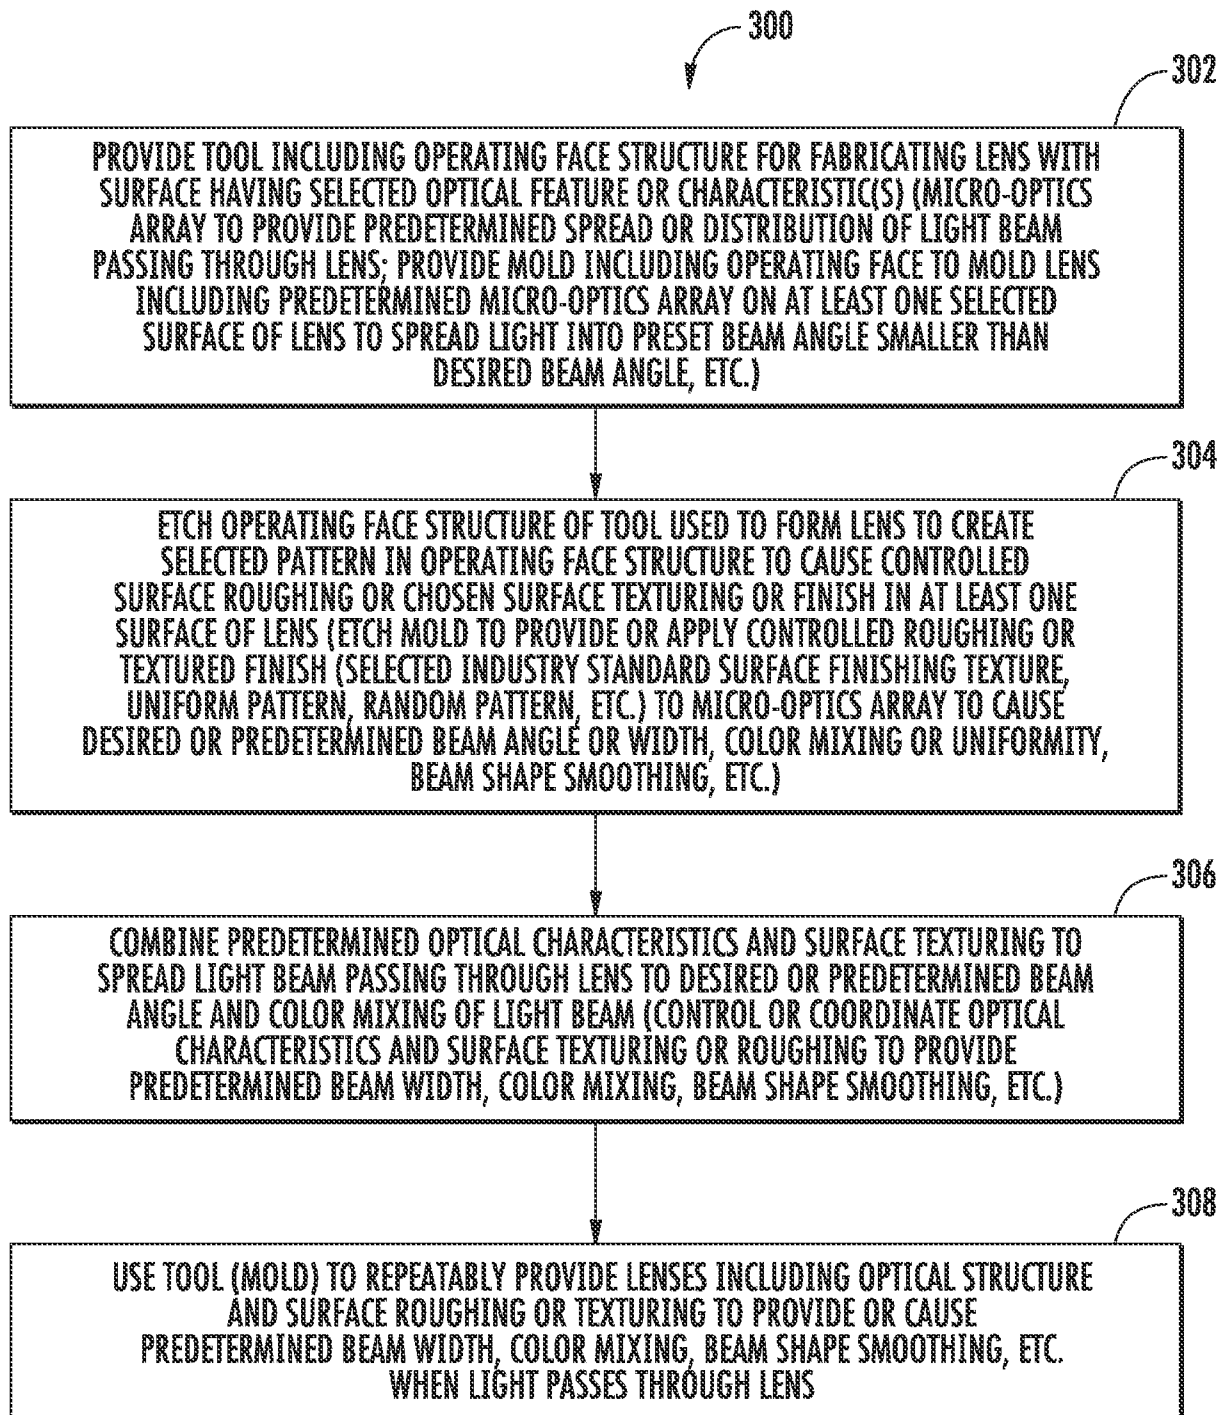 300
302
PROVIDE TOOL INCLUDING OPERATING FACE STRUCTURE FOR FABRICATING LENS WITH
SURFACE HAVING SELECTED OPTICAL FEATURE OR CHARACTERISTIC(S) (MICRO-OPTICS
ARRAY TO PROVIDE PREDETERMINED SPREAD OR DISTRIBUTION OF LIGHT BEAM
PASSING THROUGH LENS; PROVIDE MOLD INCLUDING OPERATING FACE TO MOLD LENS
INCLUDING PREDETERMINED MICRO-OPTICS ARRAY ON AT LEAST ONE SELECTED
SURFACE OF LENS TO SPREAD LIGHT INTO PRESET BEAM ANGLE SMALLER THAN
DESIRED BEAM ANGLE, ETC.)
304
ETCH OPERATING FACE STRUCTURE OF TOOL USED TO FORM LENS TO CREATE
SELECTED PATTERN IN OPERATING FACE STRUCTURE TO CAUSE CONTROLLED
SURFACE ROUGHING OR CHOSEN SURFACE TEXTURING OR FINISH IN AT LEAST ONE
SURFACE OF LENS (ETCH MOLD TO PROVIDE OR APPLY CONTROLLED ROUGHING OR
TEXTURED FINISH (SELECTED INDUSTRY STANDARD SURFACE FINISHING TEXTURE,
UNIFORM PATTERN, RANDOM PATTERN, ETC.) TO MICRO-OPTICS ARRAY TO CAUSE
DESIRED OR PREDETERMINED BEAM ANGLE OR WIDTH, COLOR MIXING OR UNIFORMITY,
BEAM SHAPE SMOOTHING, ETC.)
306
COMBINE PREDETERMINED OPTICAL CHARACTERISTICS AND SURFACE TEXTURING TO
SPREAD LIGHT BEAM PASSING THROUGH LENS TO DESIRED OR PREDETERMINED BEAM
ANGLE AND COLOR MIXING OF LIGHT BEAM (CONTROL OR COORDINATE OPTICAL
CHARACTERISTICS AND SURFACE TEXTURING OR ROUGHING TO PROVIDE
PREDETERMINED BEAM WIDTH, COLOR MIXING, BEAM SHAPE SMOOTHING, ETC.)
308
USE TOOL (MOLD) TO REPEATABLY PROVIDE LENSES INCLUDING OPTICAL STRUCTURE
AND SURFACE ROUGHING OR TEXTURING TO PROVIDE OR CAUSE
PREDETERMINED BEAM WIDTH, COLOR MIXING, BEAM SHAPE SMOOTHING, ETC.
WHEN LIGHT PASSES THROUGH LENS